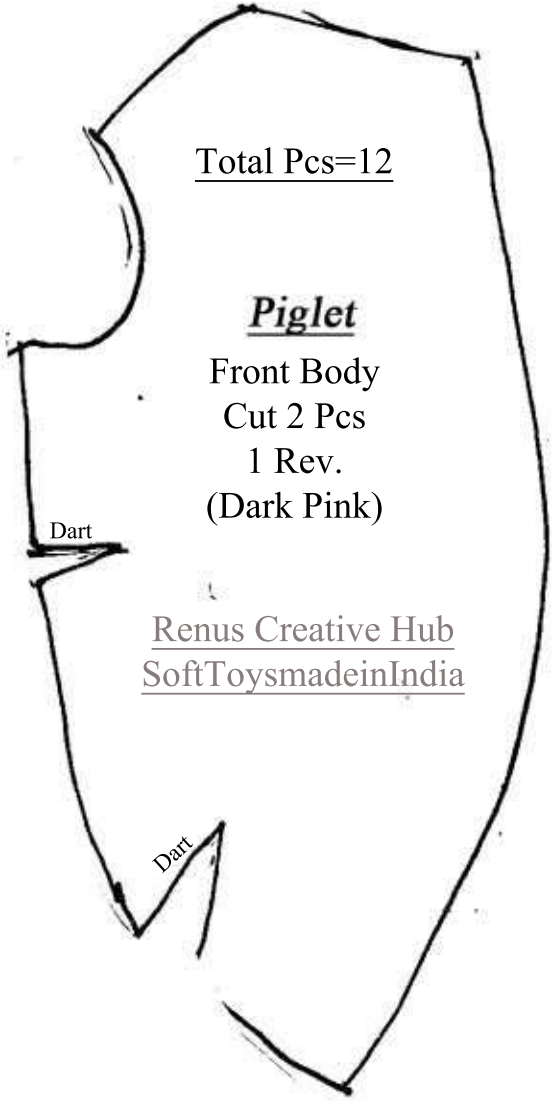 Total Pcs=12
Piglet
Front Body
Cut 2 Pcs
1 Rev.
(Dark Pink)
Dart
Renus Creative Hub
SoftToysmadeinIndia
Dart